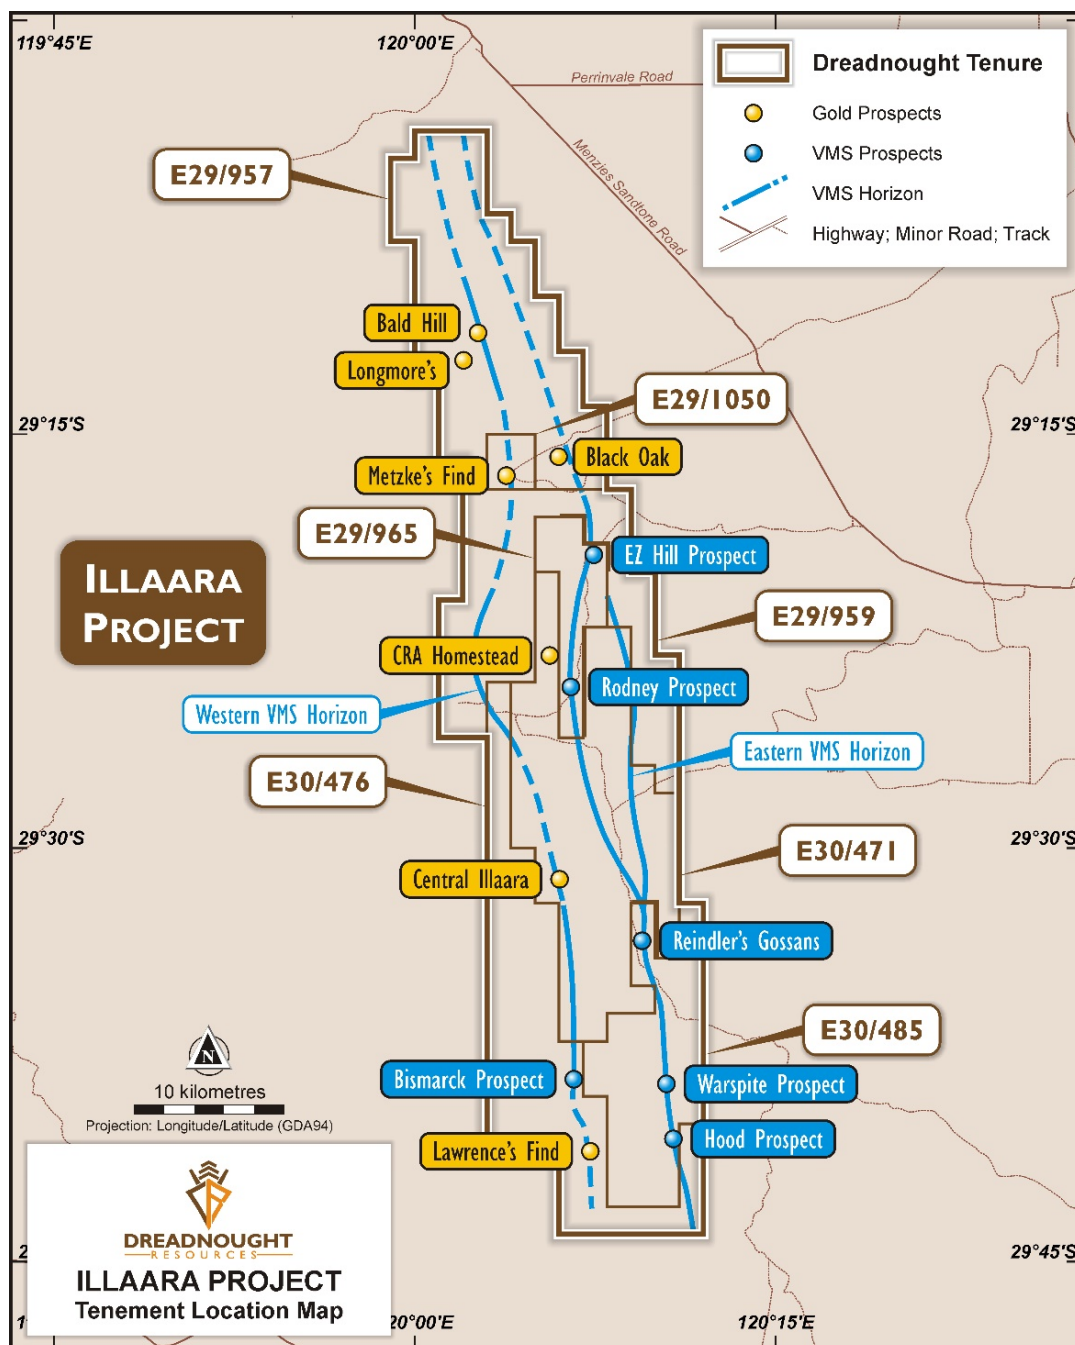 119°45'E
120°00'E
Perrinvale Road
Menzies Sandtone Road
Dreadnought Tenure
Gold Prospects
VMS Prospects
VMS Horizon
Highway; Minor Road; Track
E29/957
Bald Hill
Longmore's
E29/1050
29°15'S
29°15'S
Black Oak
Metzke's Find
E29/965
EZ Hill Prospect
ILLAARA
PROJECT
E29/959
CRA Homestead
Rodney Prospect
Western VMS Horizon
Eastern VMS Horizon
E30/476
29°30'S
29°30'S
E30/471
Central Illaara
Reindler's Gossans
E30/485
N
10 kilometres
Projection: Longitude/Latitude (GDA94)
Bismarck Prospect
Warspite Prospect
Hood Prospect
Lawrence's Find
DREADNOUGHT
RESOURCES
ILLAARA PROJECT
Tenement Location Map
29°45'S
120°00'E
120°15'E